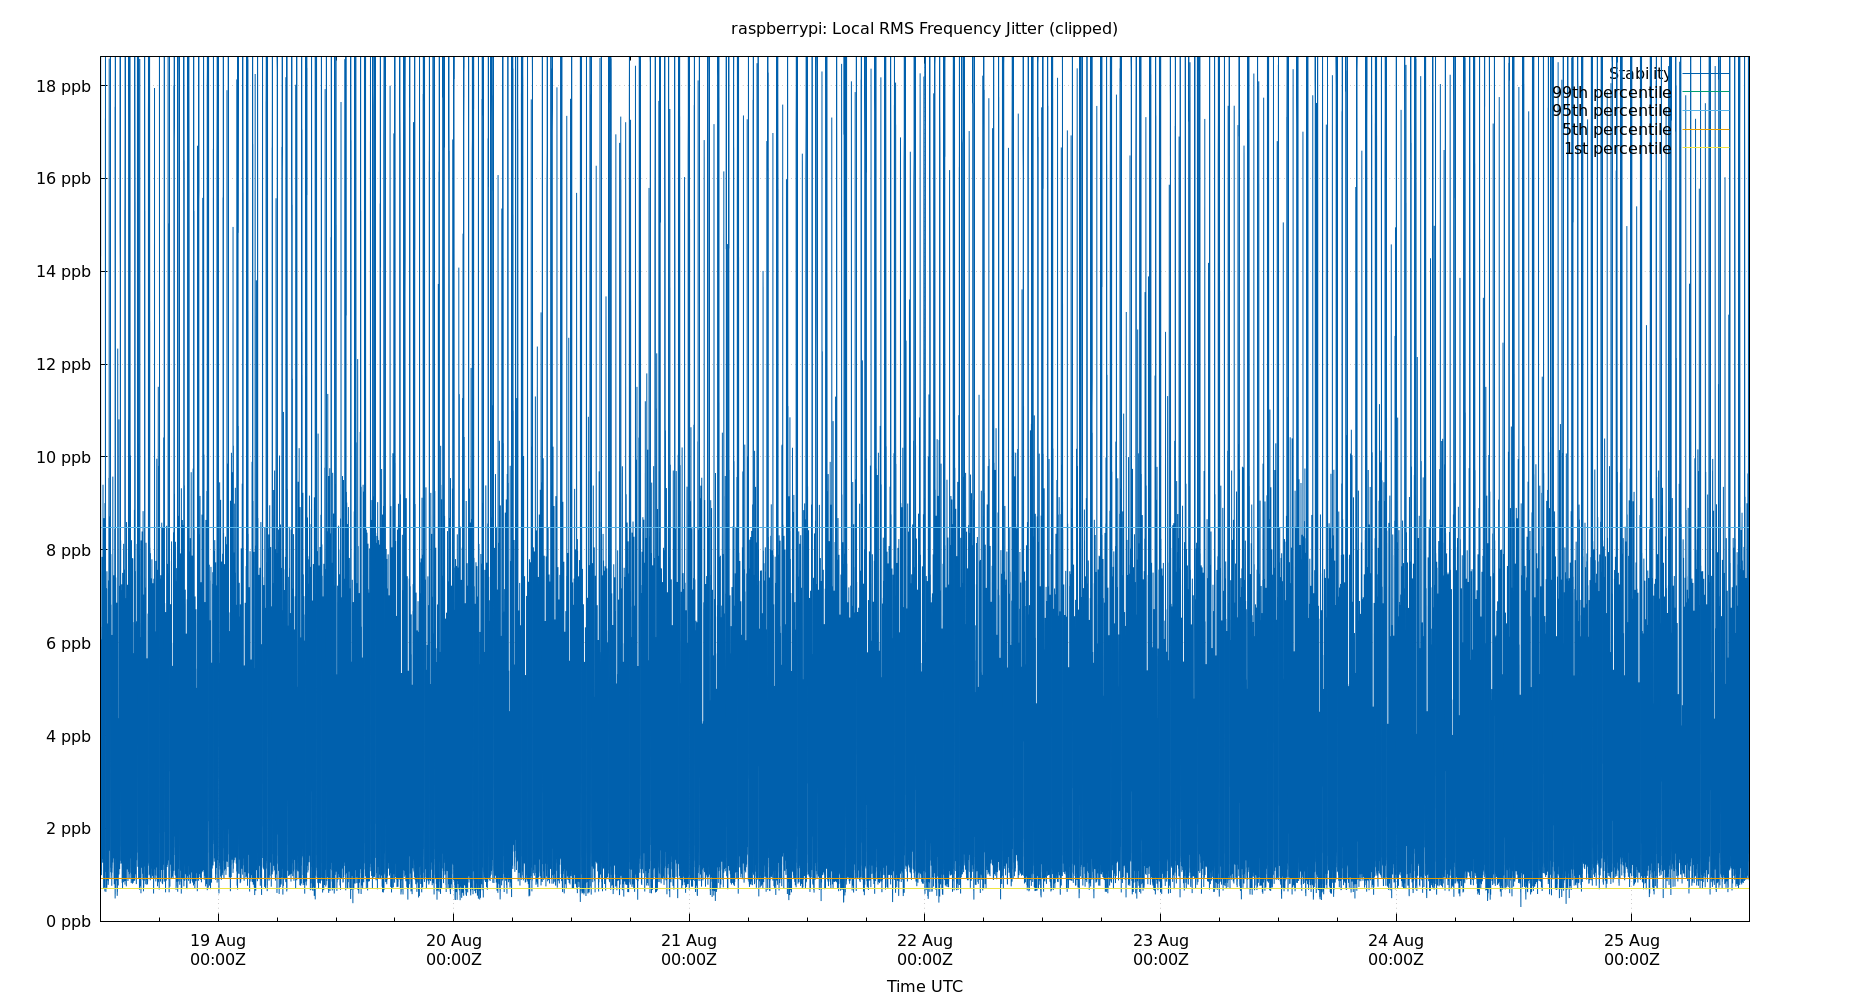 raspberrypi: Local RMS Frequency Jitter (clipped)
18 ppb
16 ppb
14 ppb
12 ppb
10 ppb
8 ppb
6 ppb
4 ppb
2 ppb
0 ppb
Stability
99th percentile
95th percentile
5th percentile
1st percentile
19 Aug
00:00Z
20 Aug
00:00Z
21 Aug
00:00Z
22 Aug
00:00Z
23 Aug
00:00Z
24 Aug
00:00Z
25 Aug
00:00Z
Time UTC